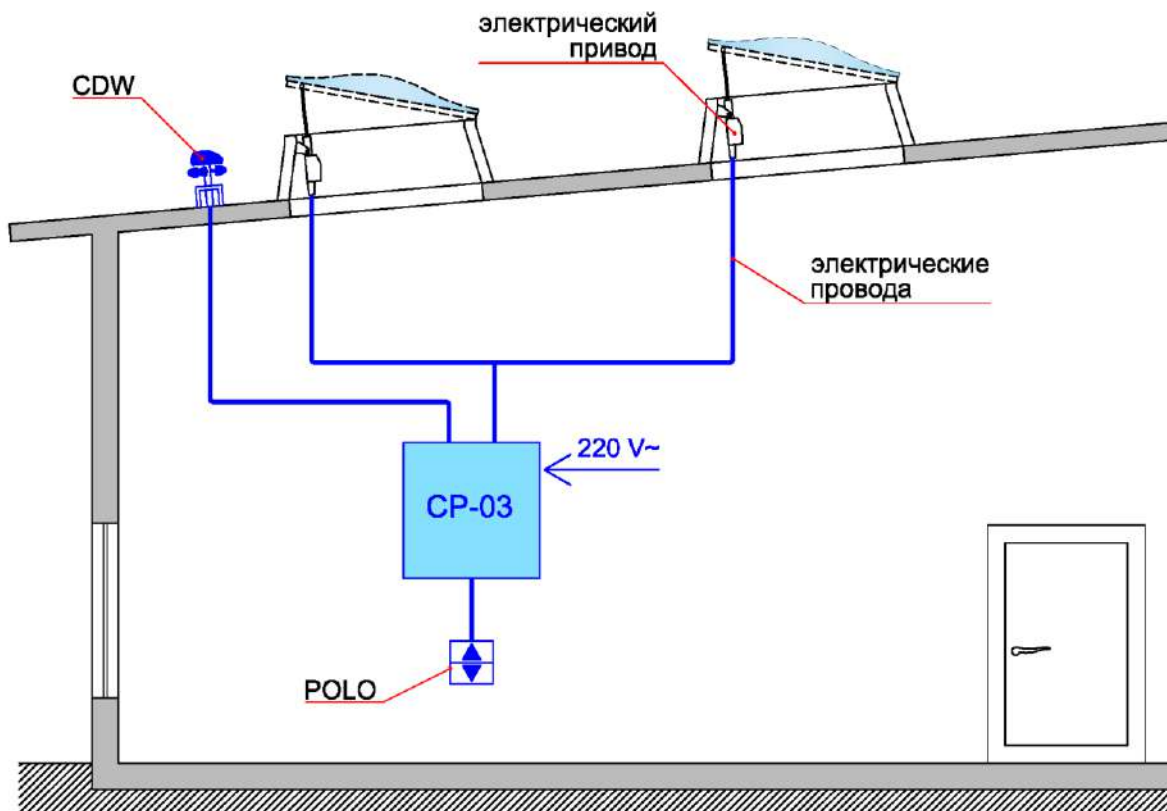 электрический
привод
CDW
электрические
провода
220 V~
CP-03
POLO